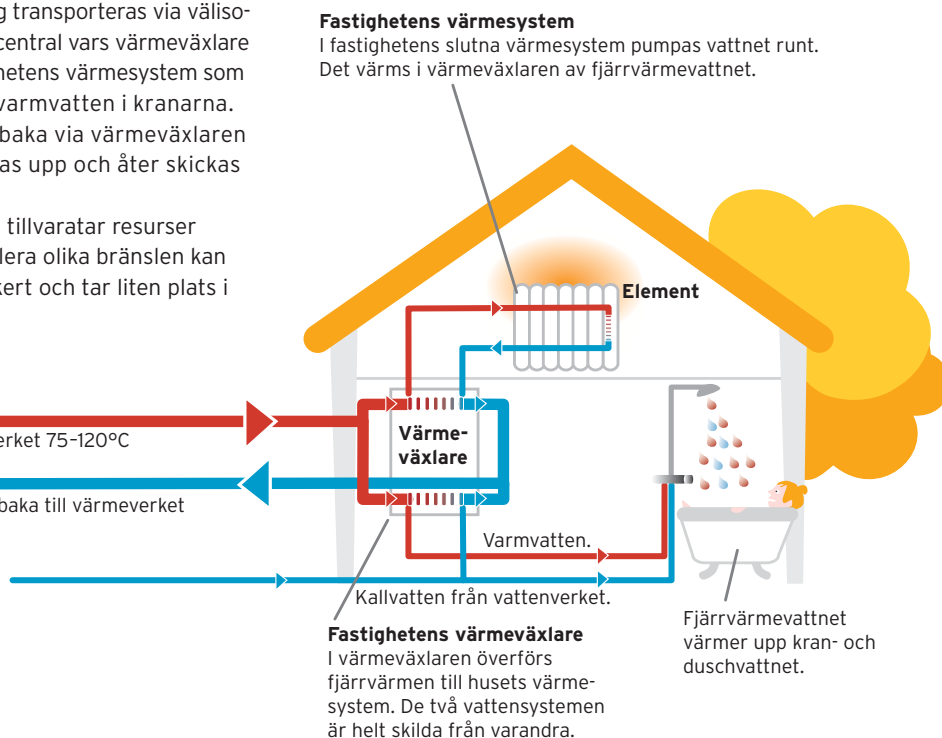 g transporteras via väliso-
central vars värmeväxlare
hetens värmesystem som
varmvatten i kranarna.
baka via värmeväxlaren
as upp och åter skickas
tillvaratar resurser
lera olika bränslen kan
kert och tar liten plats i
Fastighetens värmesystem
I fastighetens slutna värmesystem pumpas vattnet runt.
Det värms i värmeväxlaren av fjärrvärmevattnet.
Element
Värme-
växlare
erket 75–120°C
baka till värmeverket
Varmvatten.
Kallvatten från vattenverket.
Fastighetens värmeväxlare
I värmeväxlaren överförs
fjärrvärmen till husets värme-
system. De två vattensystemen
är helt skilda från varandra.
Fjärrvärmevattnet
värmer upp kran- och
duschvattnet.